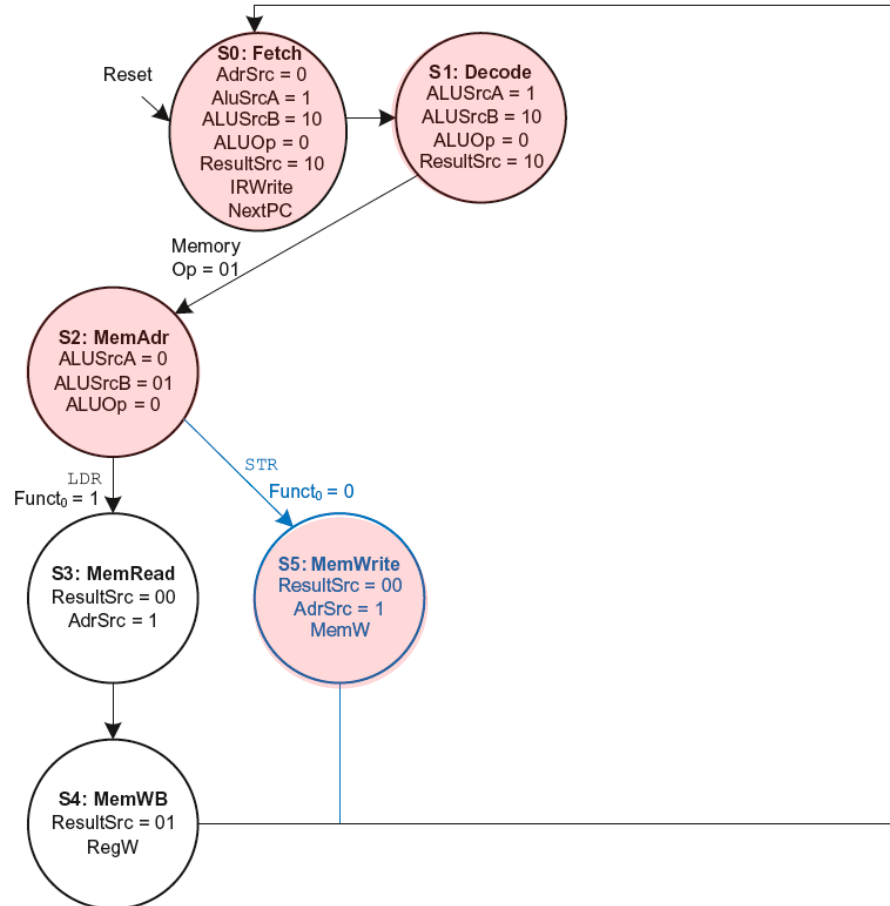 S0: Fetch
AdrSrc = 0
AluSrcA = 1
ALUSrcB = 10
ALUOp = 0
ResultSrc = 10
IRWrite
NextPC
Reset
S1: Decode
ALUSrcA = 1
ALUSrcB = 10
ALUOp = 0
ResultSrc = 10
Memory
Op = 01
S2: MemAdr
ALUSrcA = 0
ALUSrcB = 01
ALUOp = 0
LDR
Funct₀ = 1
STR
Funct₀ = 0
S3: MemRead
ResultSrc = 00
AdrSrc = 1
S5: MemWrite
ResultSrc = 00
AdrSrc = 1
MemW
S4: MemWB
ResultSrc = 01
RegW